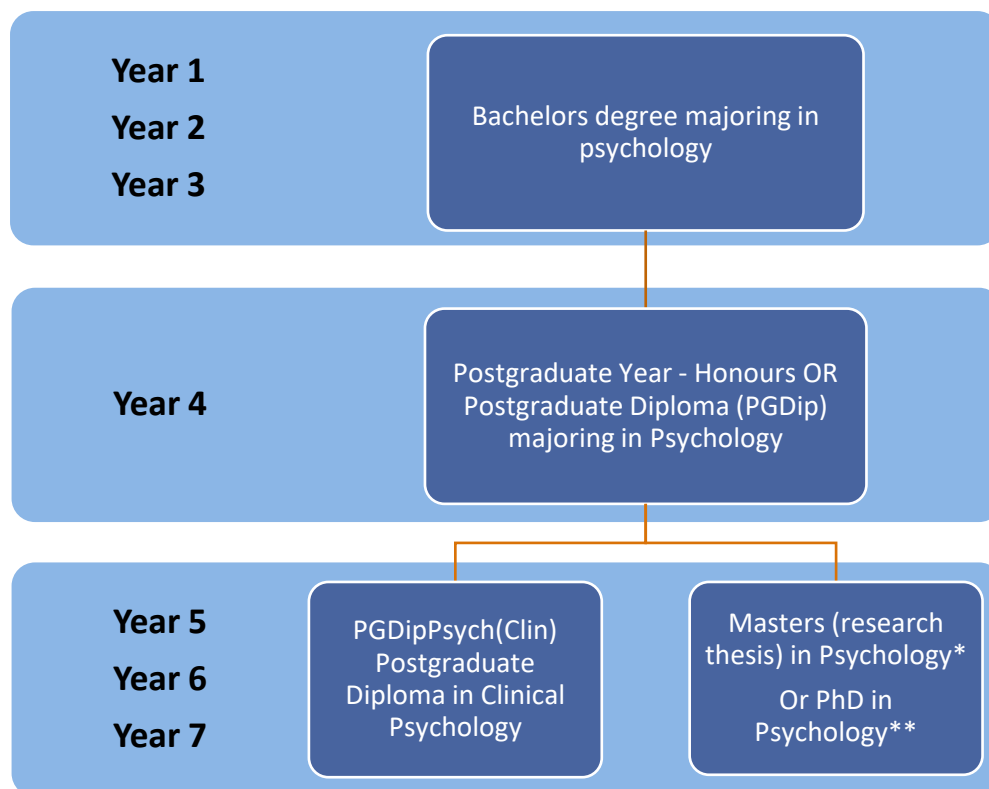 Year 1
Year 2
Year 3
Bachelors degree majoring in
psychology
Year 4
Postgraduate Year - Honours OR
Postgraduate Diploma (PGDip)
majoring in Psychology
Year 5
Year 6
Year 7
PGDipPsych(Clin)
Postgraduate
Diploma in Clinical
Psychology
Masters (research
thesis) in Psychology*
Or PhD in
Psychology**